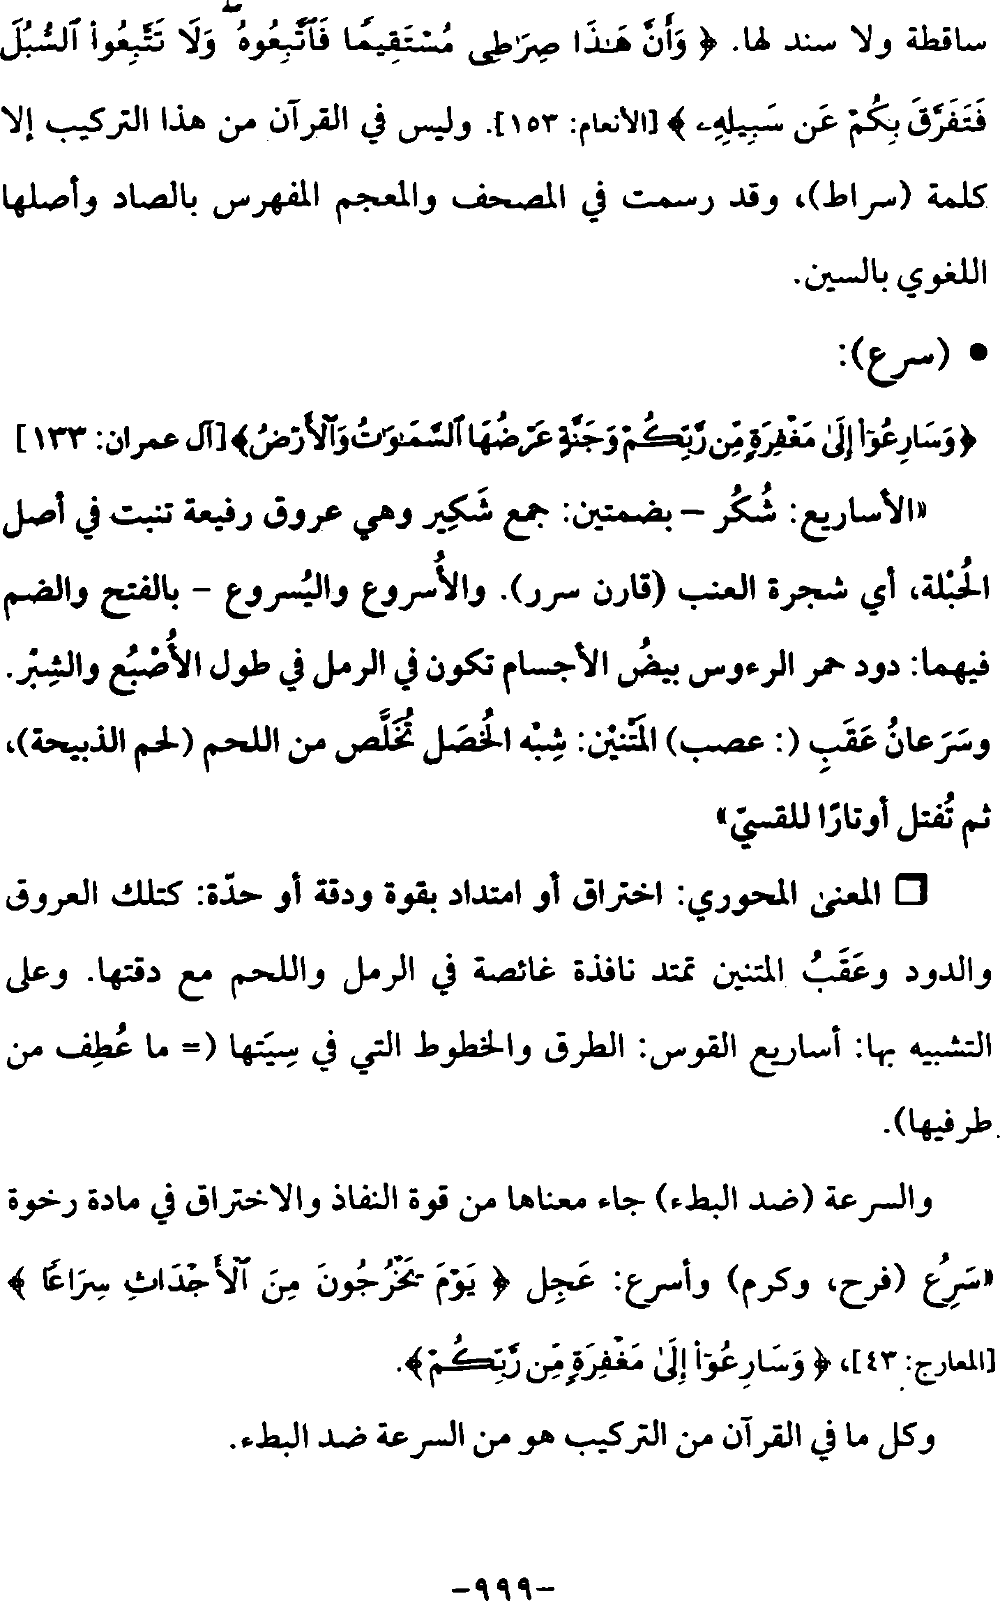 ساقطة ولا سند لها. ﴿ وَأَنَّ هَـٰذَا صِرَٰطِى مُسْتَقِيمًا فَٱتَّبِعُوهُ ۖ وَلَا تَتَّبِعُوا۟ ٱلسُّبُلَ
فَتَفَرَّقَ بِكُمْ عَن سَبِيلِهِۦ ﴾ [الأنعام: ١٥٣]. وليس في القرآن من هذا التركيب إلا
كلمة (سراط)، وقد رسمت في المصحف والمعجم المفهرس بالصاد وأصلها
اللغوي بالسين.
• (سرع):
﴿ وَسَارِعُوٓا۟ إِلَىٰ مَغْفِرَةٍ مِّن رَّبِّكُمْ وَجَنَّةٍ عَرْضُهَا ٱلسَّمَـٰوَٰتُ وَٱلْأَرْضُ ﴾ [آل عمران: ١٣٣]
«الأساريع: شُكُر – بضمتين: جمع شَكِير وهي عروق رفيعة تنبت في أصل
الحُبْلة، أي شجرة العنب (قارن سرر). والأُسروع واليُسروع – بالفتح والضم
فيهما: دود حمر الرءوس بيضُ الأجسام تكون في الرمل في طول الأُصْبُع والشِبْر.
وسَرَعانُ عَقَبِ (: عصب) المَتْنيْن: شِبْه الخُصَل تُخَلَّص من اللحم (لحم الذبيحة)،
ثم تُفتل أوتارًا للقسيّ»
❒ المعنى المحوري: اختراق أو امتداد بقوة ودقة أو حدّة: كتلك العروق
والدود وعَقَبُ المتنين تمتد نافذة غائصة في الرمل واللحم مع دقتها. وعلى
التشبيه بها: أساريع القوس: الطرق والخطوط التي في سِيَتها (= ما عُطِف من
طرفيها).
والسرعة (ضد البطء) جاء معناها من قوة النفاذ والاختراق في مادة رخوة
«سَرِعُ (فرح، وكرم) وأسرع: عَجِل ﴿ يَوْمَ يَخْرُجُونَ مِنَ ٱلْأَجْدَاثِ سِرَاعًا ﴾
[المعارج: ٤٣]، ﴿ وَسَارِعُوٓا۟ إِلَىٰ مَغْفِرَةٍ مِّن رَّبِّكُمْ ﴾.
وكل ما في القرآن من التركيب هو من السرعة ضد البطء.
-٩٩٩-